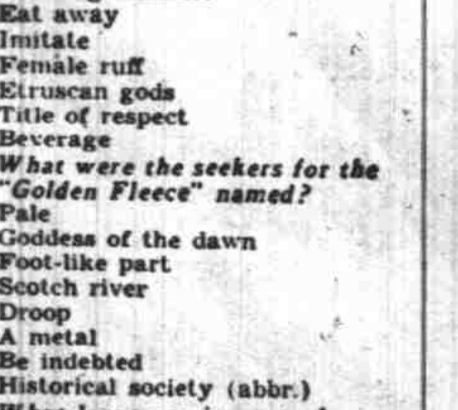 Eat away
Imitate
Female ruff
Etruscan gods
Title of respect
Beverage
What were the seekers for the
"Golden Fleece" named?
Pale
Goddess of the dawn
Foot-like part
Scotch river
Droop
A metal
Be indebted
Historical society (abbr.)